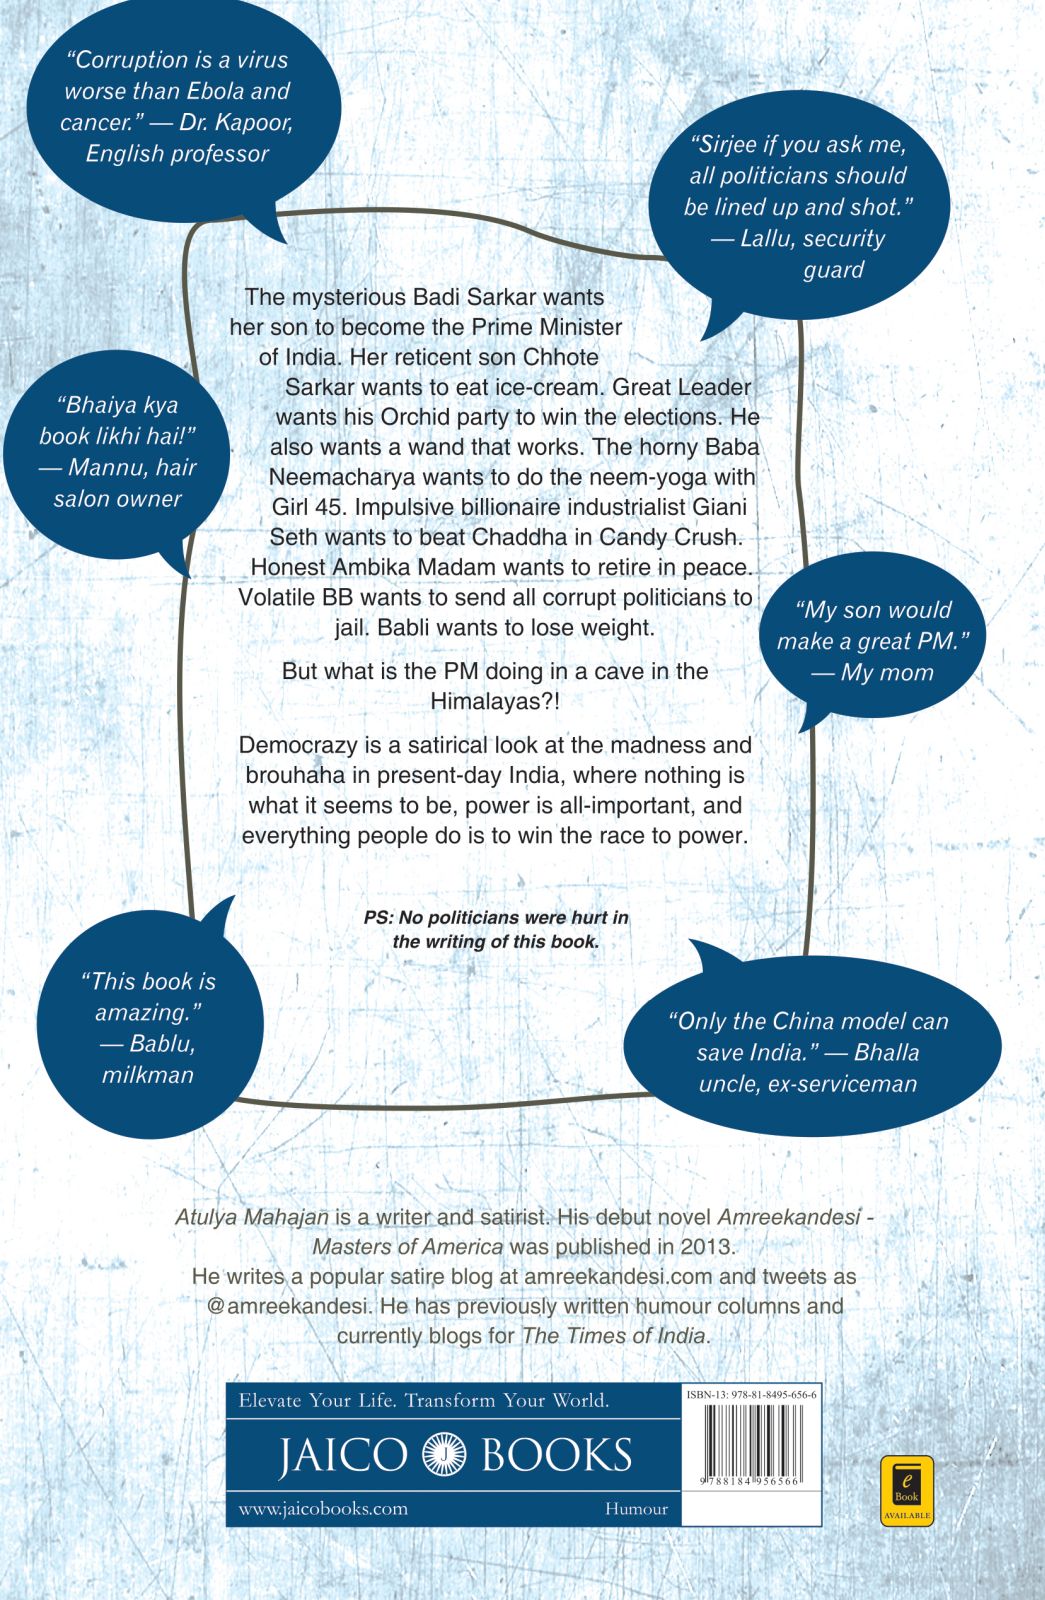 “Corruption is a virus
worse than Ebola and
cancer.” — Dr. Kapoor,
English professor
“Sirjee if you ask me,
all politicians should
be lined up and shot.”
— Lallu, security
guard
The mysterious Badi Sarkar wants
her son to become the Prime Minister
of India. Her reticent son Chhote
Sarkar wants to eat ice-cream. Great Leader
wants his Orchid party to win the elections. He
also wants a wand that works. The horny Baba
Neemacharya wants to do the neem-yoga with
Girl 45. Impulsive billionaire industrialist Giani
Seth wants to beat Chaddha in Candy Crush.
Honest Ambika Madam wants to retire in peace.
Volatile BB wants to send all corrupt politicians to
jail. Babli wants to lose weight.
“Bhaiya kya
book likhi hai!”
— Mannu, hair
salon owner
“My son would
make a great PM.”
— My mom
But what is the PM doing in a cave in the
Himalayas?!
Democrazy is a satirical look at the madness and
brouhaha in present-day India, where nothing is
what it seems to be, power is all-important, and
everything people do is to win the race to power.
PS: No politicians were hurt in
the writing of this book.
“This book is
amazing.”
— Bablu,
milkman
“Only the China model can
save India.” — Bhalla
uncle, ex-serviceman
Atulya Mahajan is a writer and satirist. His debut novel Amreekandesi -
Masters of America was published in 2013.
He writes a popular satire blog at amreekandesi.com and tweets as
@amreekandesi. He has previously written humour columns and
currently blogs for The Times of India.
Elevate Your Life. Transform Your World.
JAICO J BOOKS
www.jaicobooks.com Humour
ISBN-13: 978-81-8495-656-6
9 788184 956566
e
Book
AVAILABLE